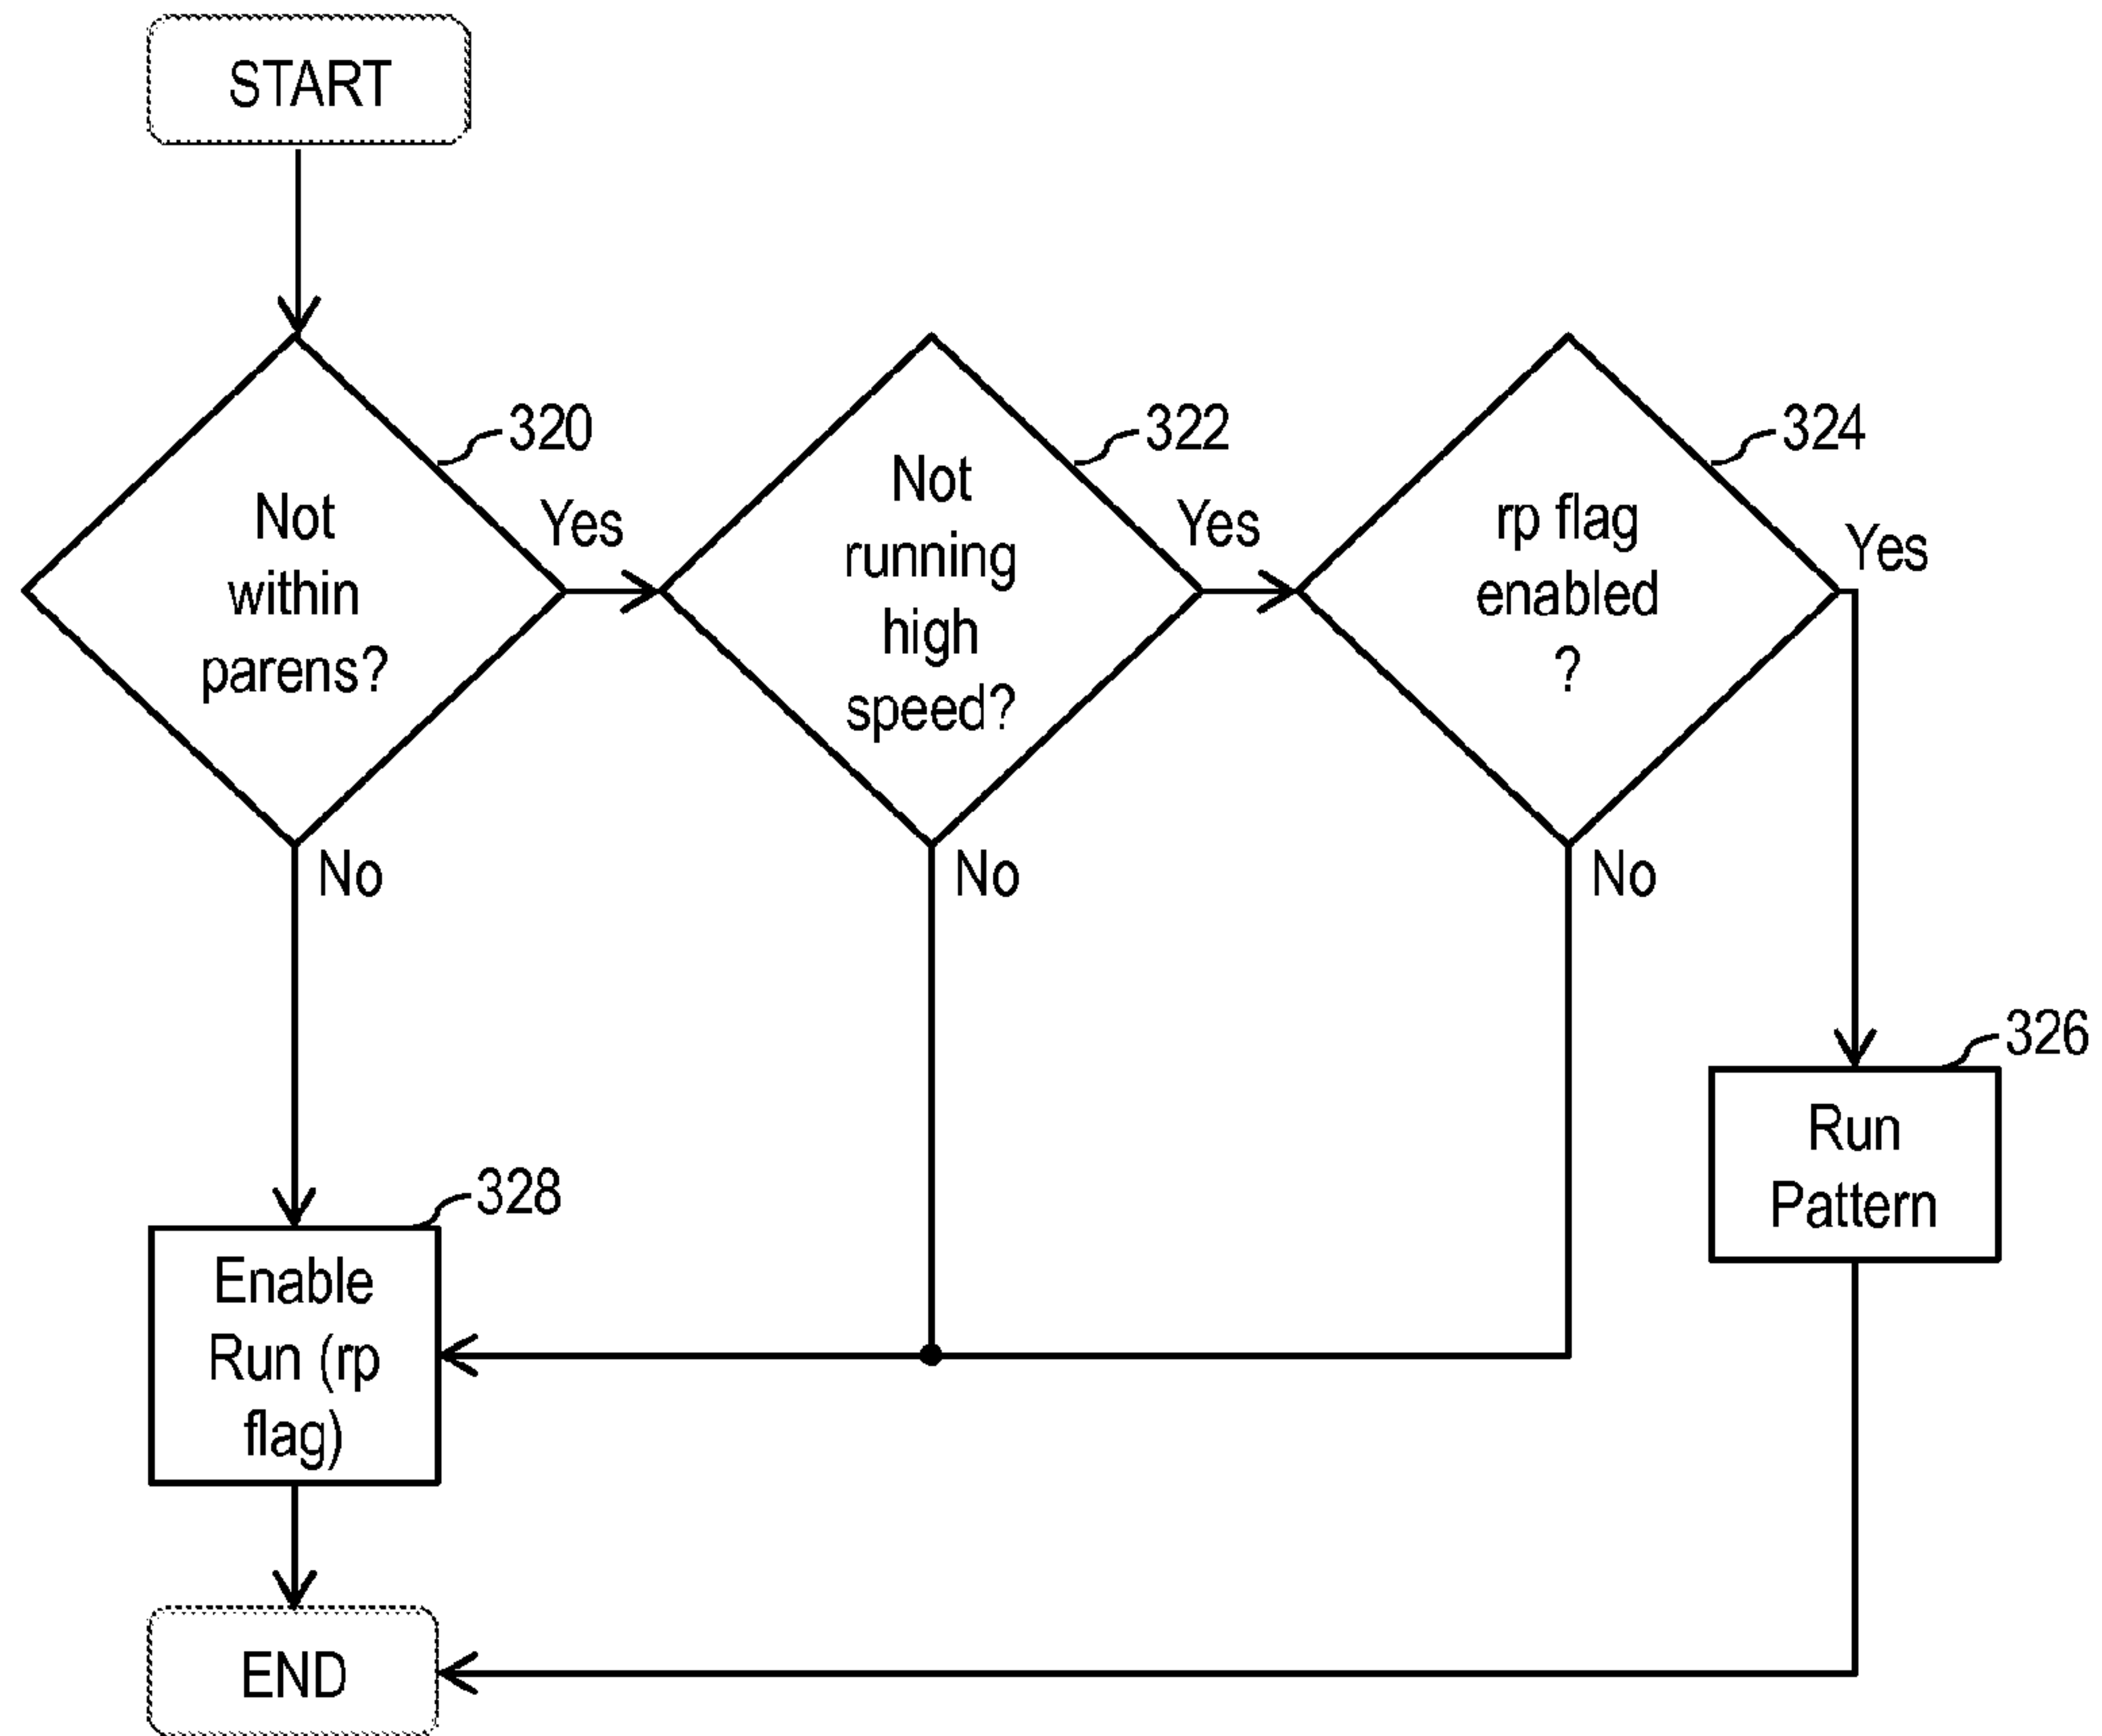 START
320
Not
within
parens?
Yes
No
322
Not
running
high
speed?
Yes
No
324
rp flag
enabled
?
Yes
No
326
Run
Pattern
328
Enable
Run (rp
flag)
END